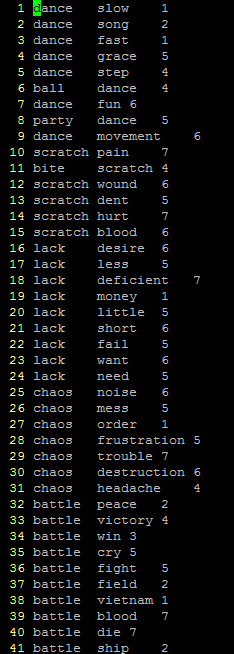 1 dance slow 1
2 dance song 2
3 dance fast 1
4 dance grace 5
5 dance step 4
6 ball dance 4
7 dance fun 6
8 party dance 5
9 dance movement 6
10 scratch pain 7
11 bite scratch 4
12 scratch wound 6
13 scratch dent 5
14 scratch hurt 7
15 scratch blood 6
16 lack desire 6
17 lack less 5
18 lack deficient 7
19 lack money 1
20 lack little 5
21 lack short 6
22 lack fail 5
23 lack want 6
24 lack need 5
25 chaos noise 6
26 chaos mess 5
27 chaos order 1
28 chaos frustration 5
29 chaos trouble 7
30 chaos destruction 6
31 chaos headache 4
32 battle peace 2
33 battle victory 4
34 battle win 3
35 battle cry 5
36 battle fight 5
37 battle field 2
38 battle vietnam 1
39 battle blood 7
40 battle die 7
41 battle ship 2